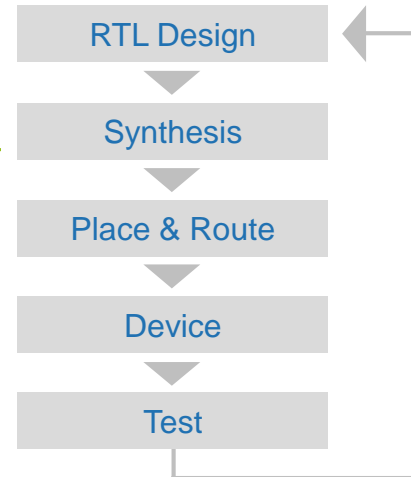 RTL Design
Synthesis
Place & Route
Device
Test